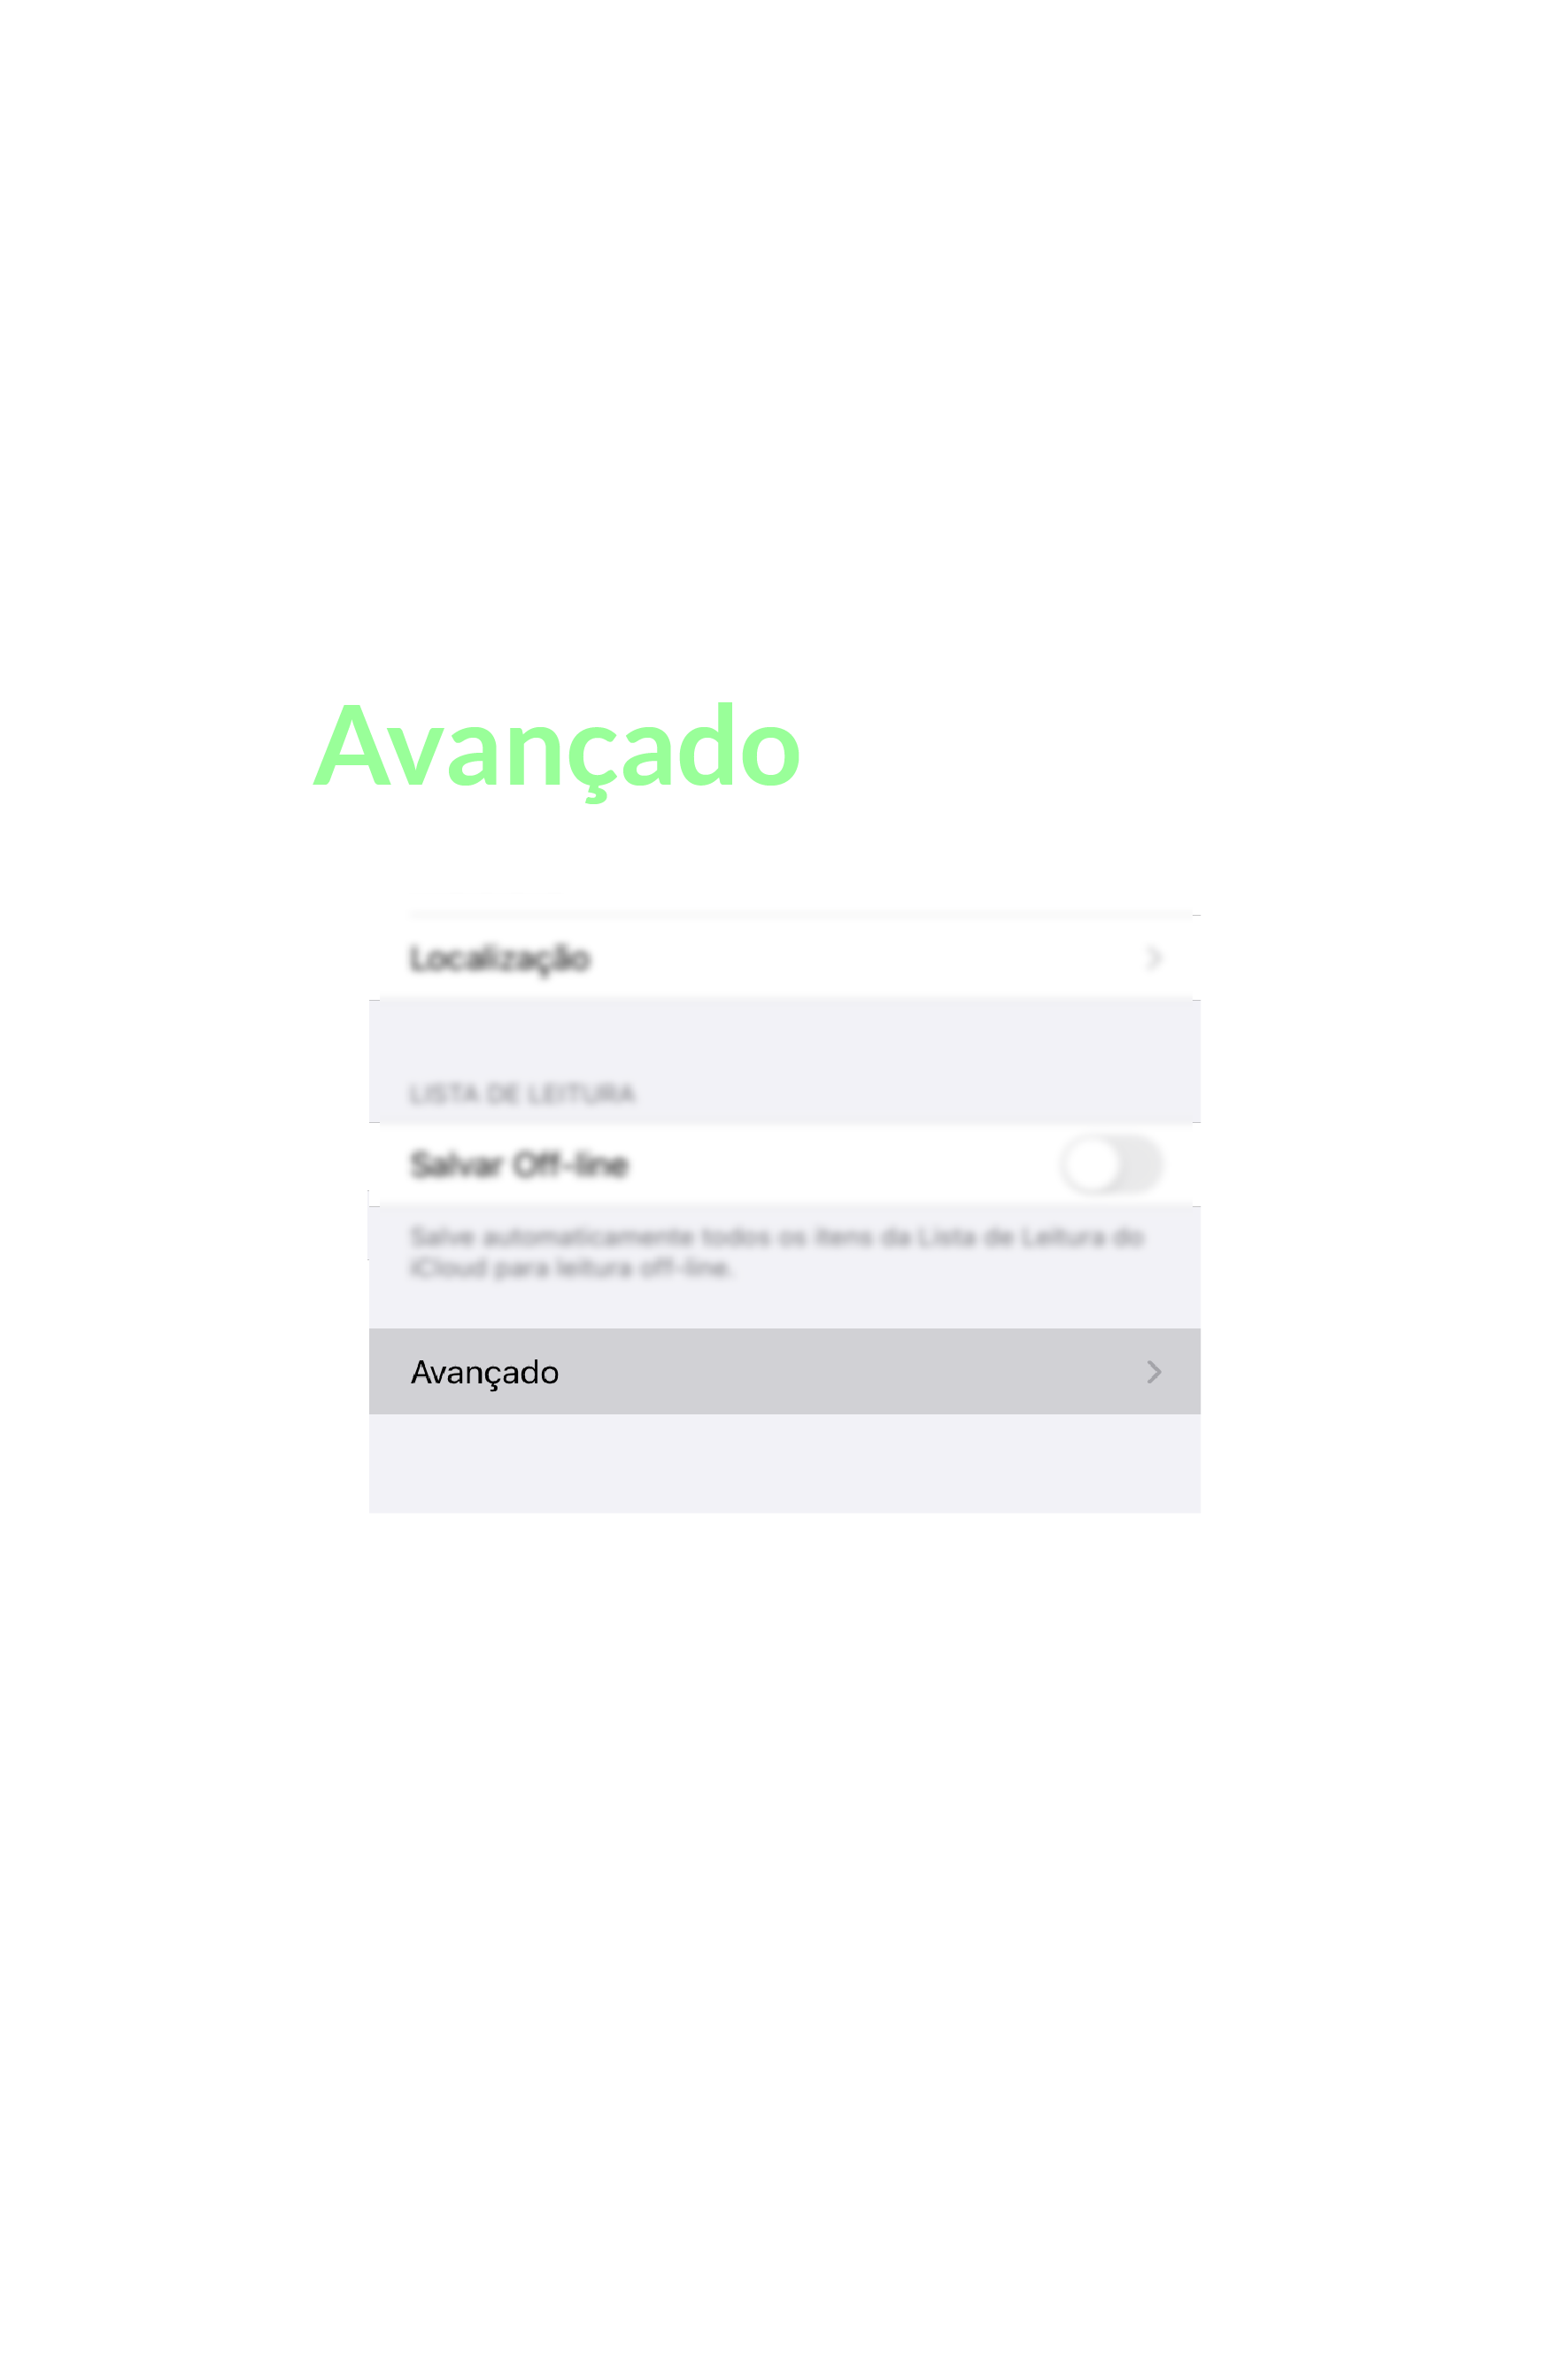 Avançado
Localização
LISTA DE LEITURA
Salvar Off-line
Salve automaticamente todos os itens da Lista de Leitura do
iCloud para leitura off-line.
Avançado